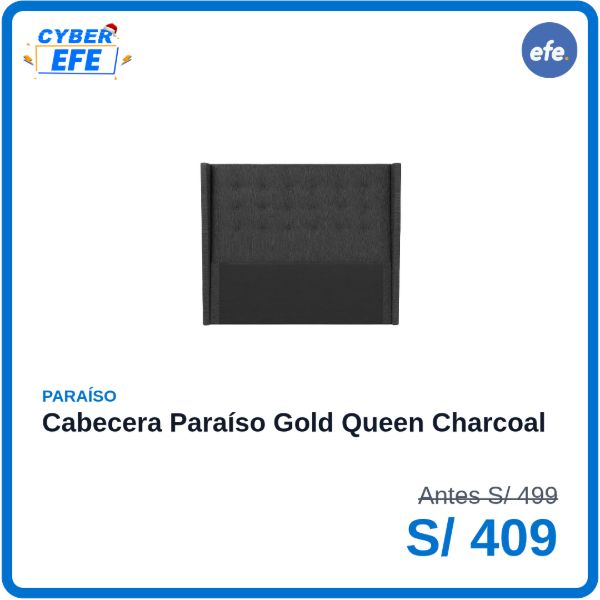 CYBER
EFE
efe.
PARAÍSO
Cabecera Paraíso Gold Queen Charcoal
Antes S/ 499
S/ 409